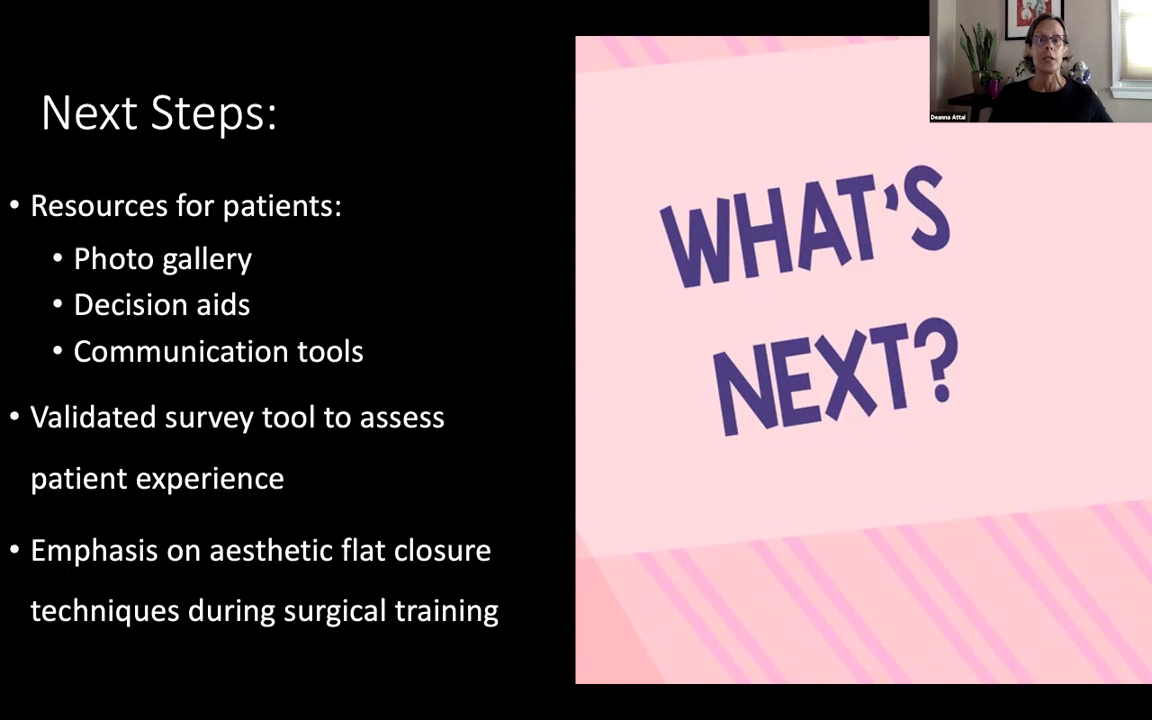 Next Steps:
• Resources for patients:
• Photo gallery
• Decision aids
• Communication tools
• Validated survey tool to assess
patient experience
• Emphasis on aesthetic flat closure
techniques during surgical training
WHAT'S
NEXT?
Deanna Attai